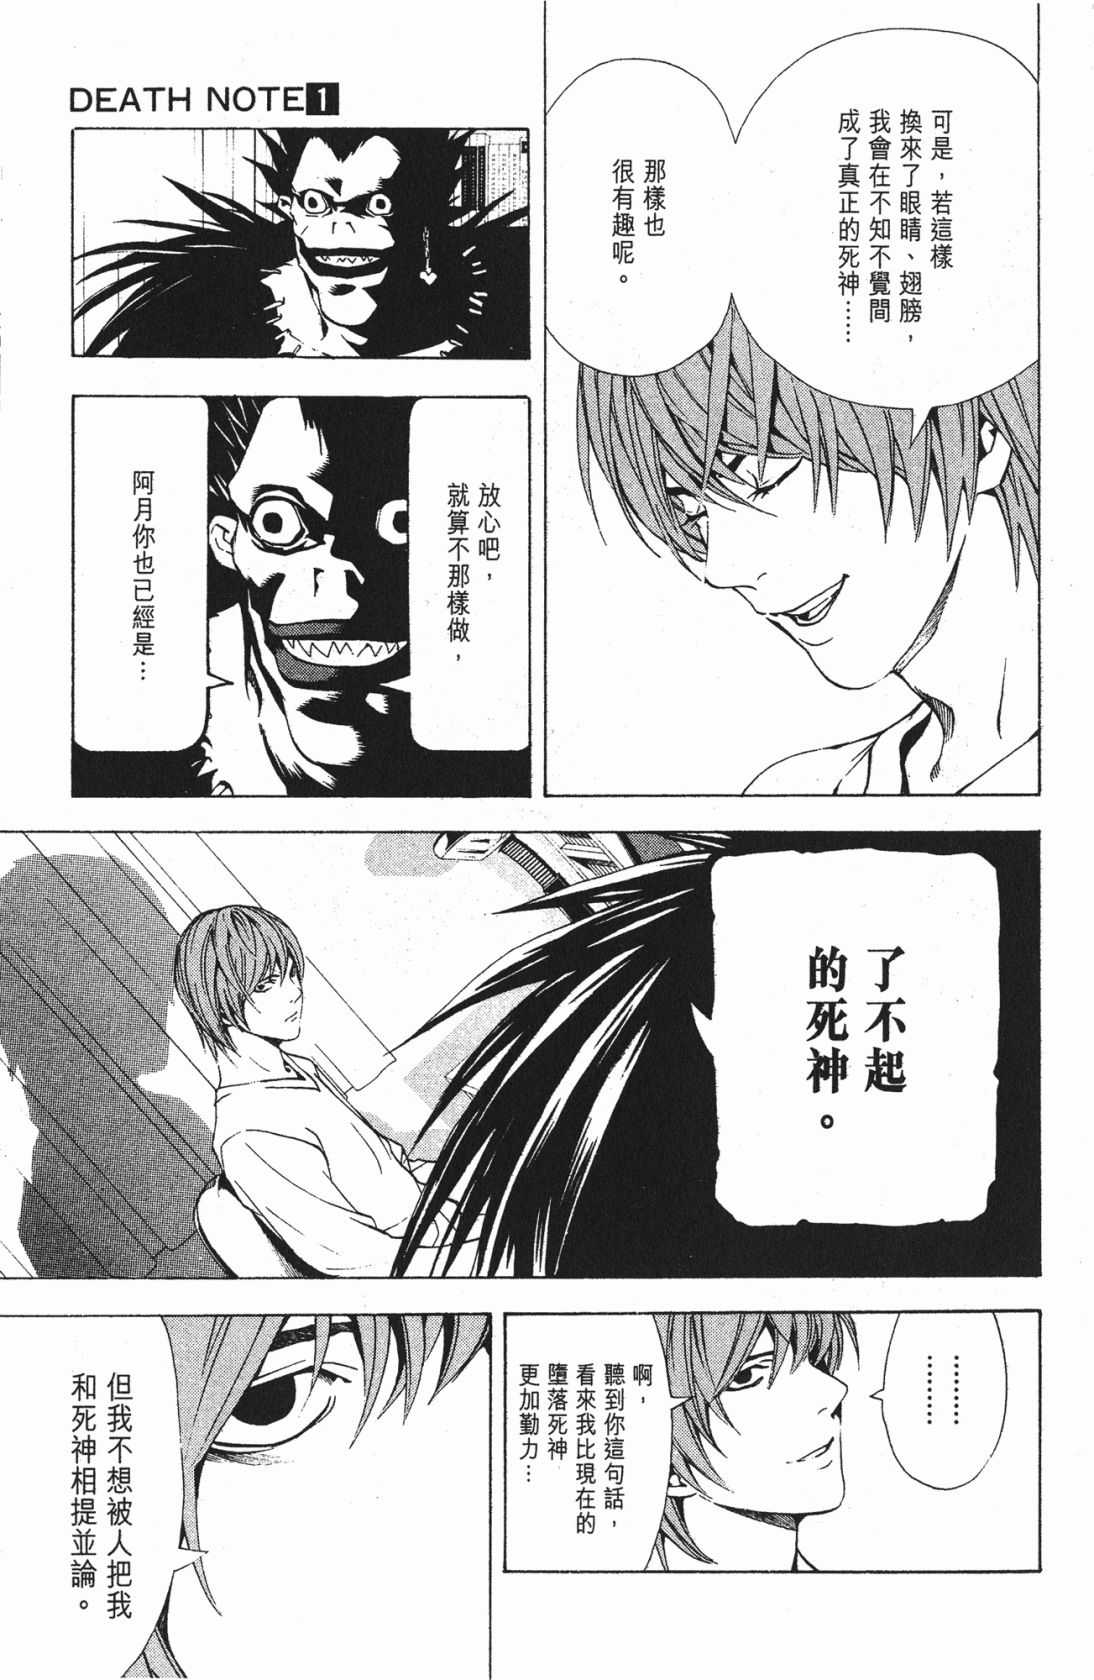 DEATH NOTE 1
可是，若這樣
換來了眼睛、翅膀，
我會在不知不覺間
成了真正的死神……
那樣也
很有趣呢。
放心吧，
就算不那樣做，
阿月你也已經是…
了不起
的死神。
………
………
啊，
聽到你這句話，
看來我比現在的
墮落死神
更加勤力…
但我不想被人把我
和死神相提並論。